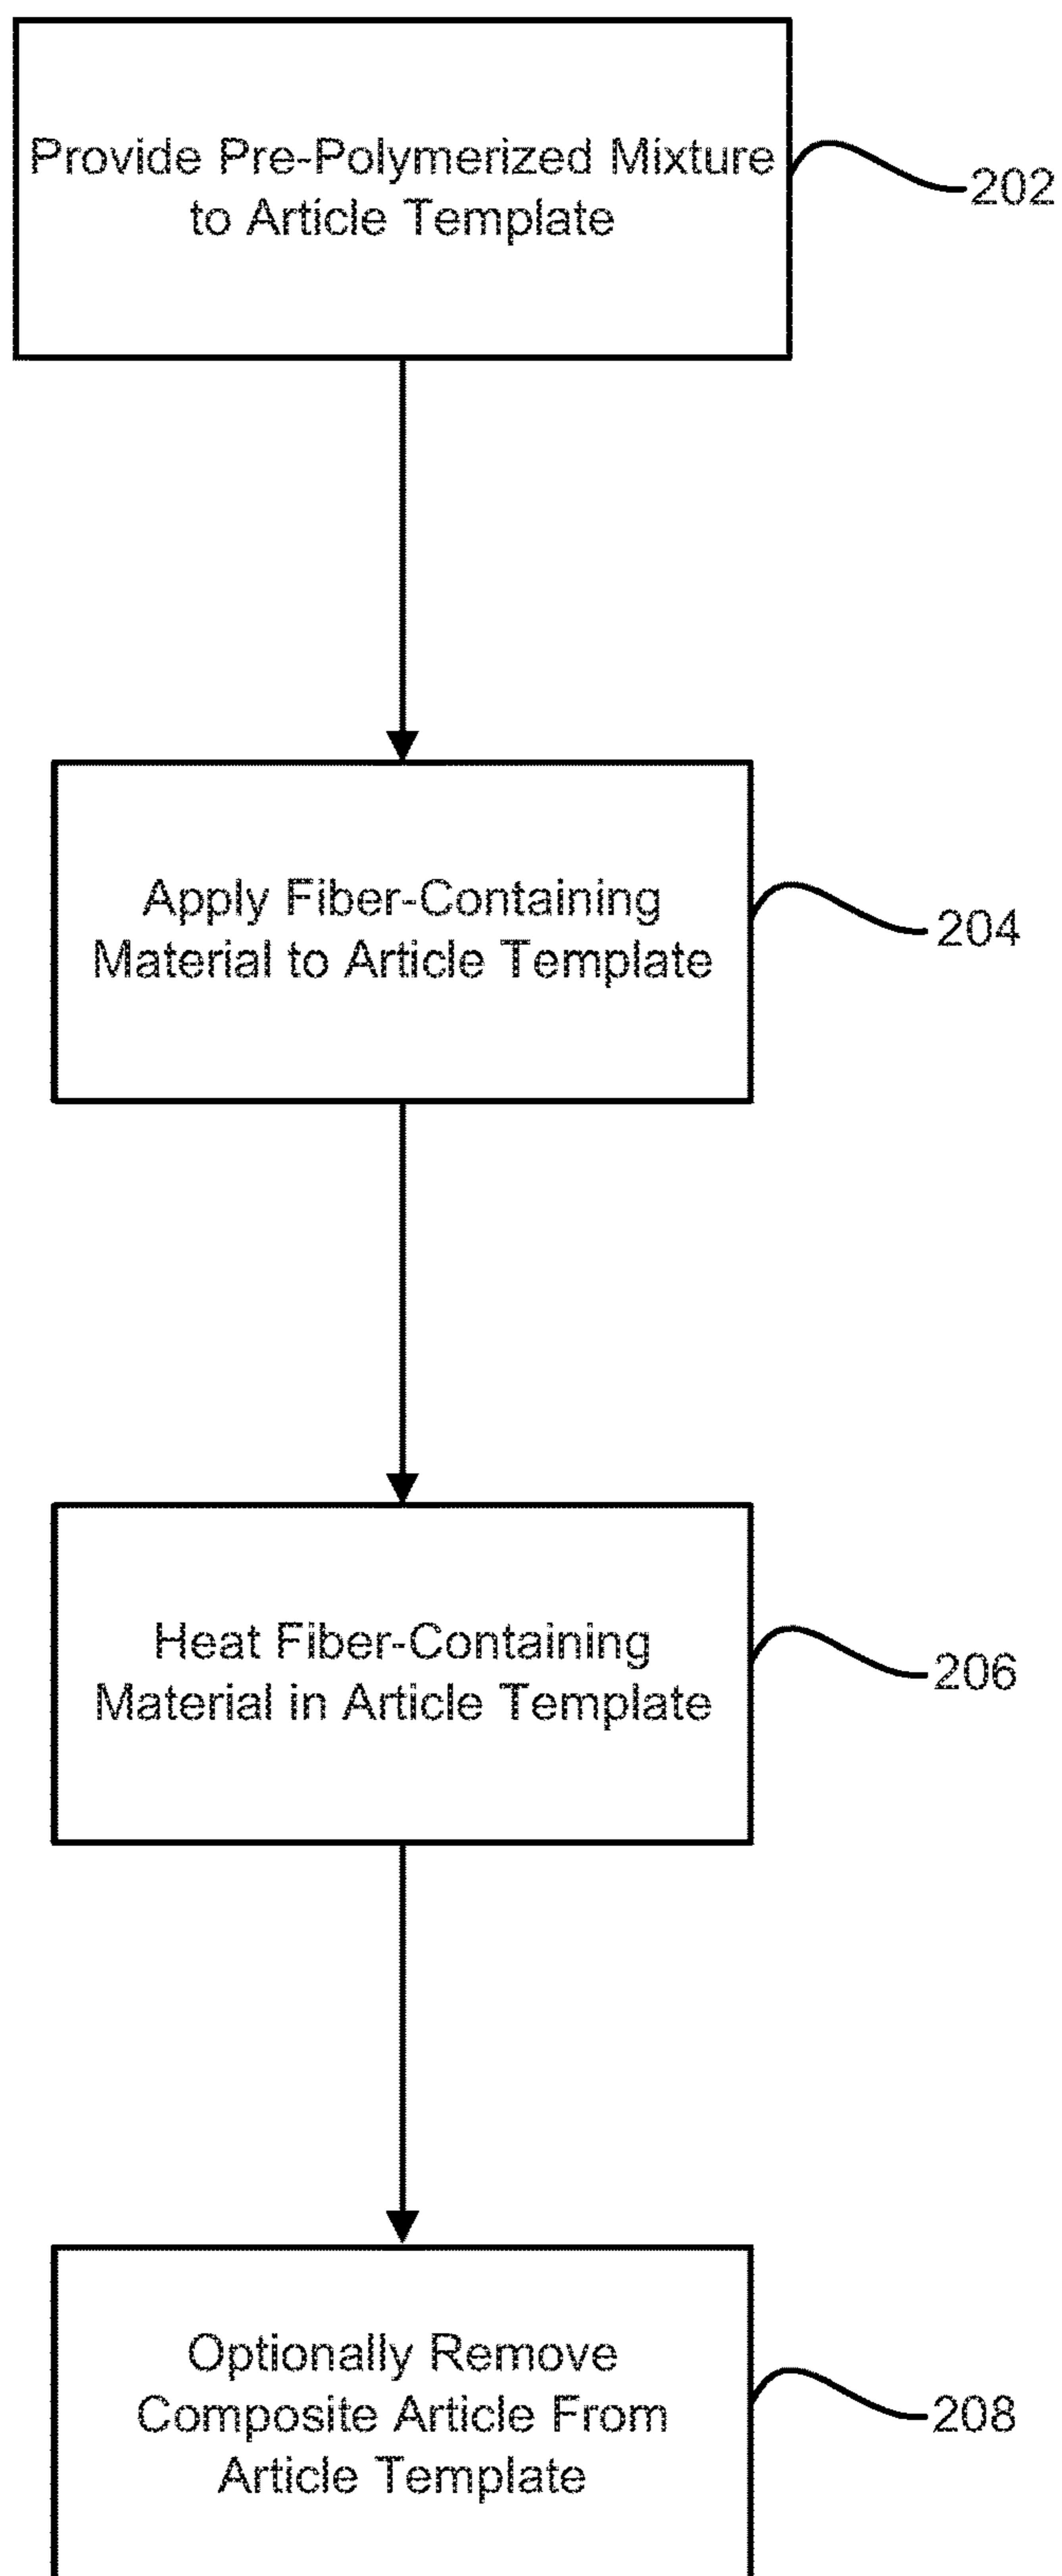 Provide Pre-Polymerized Mixture
to Article Template
202
Apply Fiber-Containing
Material to Article Template
204
Heat Fiber-Containing
Material in Article Template
206
Optionally Remove
Composite Article From
Article Template
208